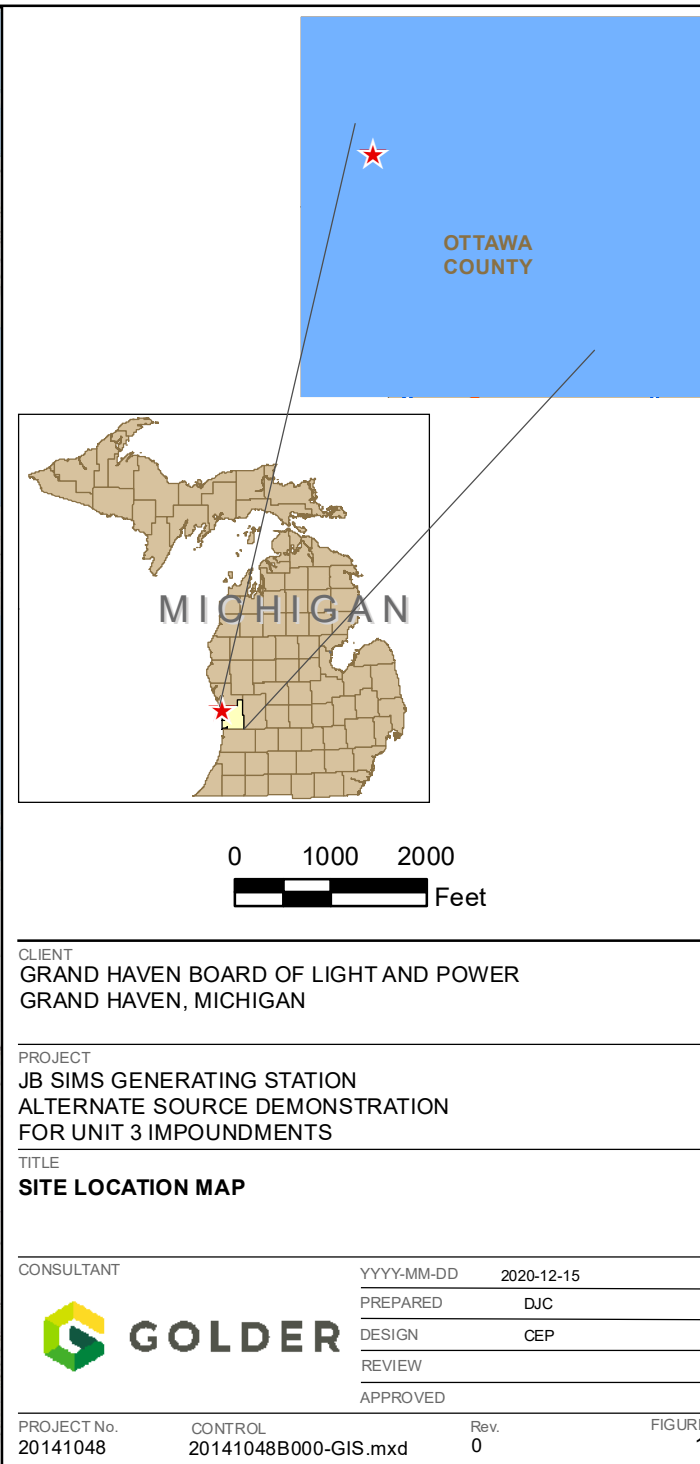 OTTAWA
COUNTY
MICHIGAN
0 1000 2000
Feet
CLIENT
GRAND HAVEN BOARD OF LIGHT AND POWER
GRAND HAVEN, MICHIGAN
PROJECT
JB SIMS GENERATING STATION
ALTERNATE SOURCE DEMONSTRATION
FOR UNIT 3 IMPOUNDMENTS
TITLE
SITE LOCATION MAP
CONSULTANT
GOLDER
YYYY-MM-DD 2020-12-15
PREPARED DJC
DESIGN CEP
REVIEW
APPROVED
PROJECT No. CONTROL Rev. FIGURE
20141048 20141048B000-GIS.mxd 0